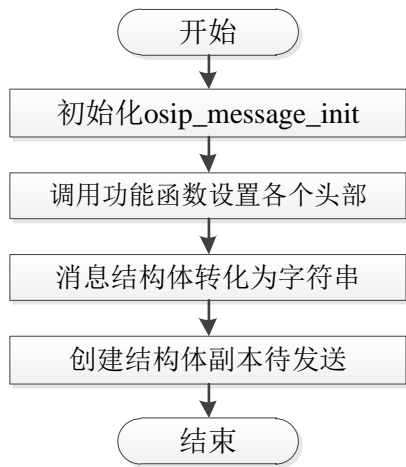 开始
初始化osip_message_init
调用功能函数设置各个头部
消息结构体转化为字符串
创建结构体副本待发送
结束